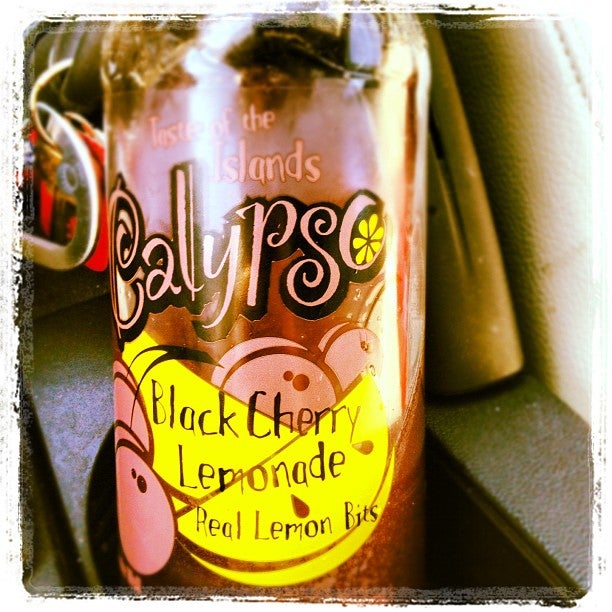 Taste of the
Islands
Calypso
Black Cherry
Lemonade
Real Lemon Bits